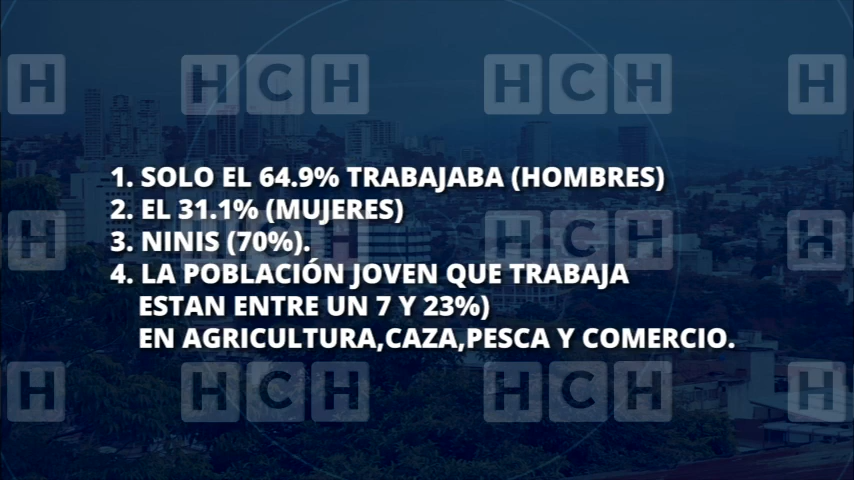 H HCH HCH H
1. SOLO EL 64.9% TRABAJABA (HOMBRES)
2. EL 31.1% (MUJERES)
3. NINIS (70%).
4. LA POBLACIÓN JOVEN QUE TRABAJA
ESTAN ENTRE UN 7 Y 23%)
EN AGRICULTURA,CAZA,PESCA Y COMERCIO.
H HCH HCH H